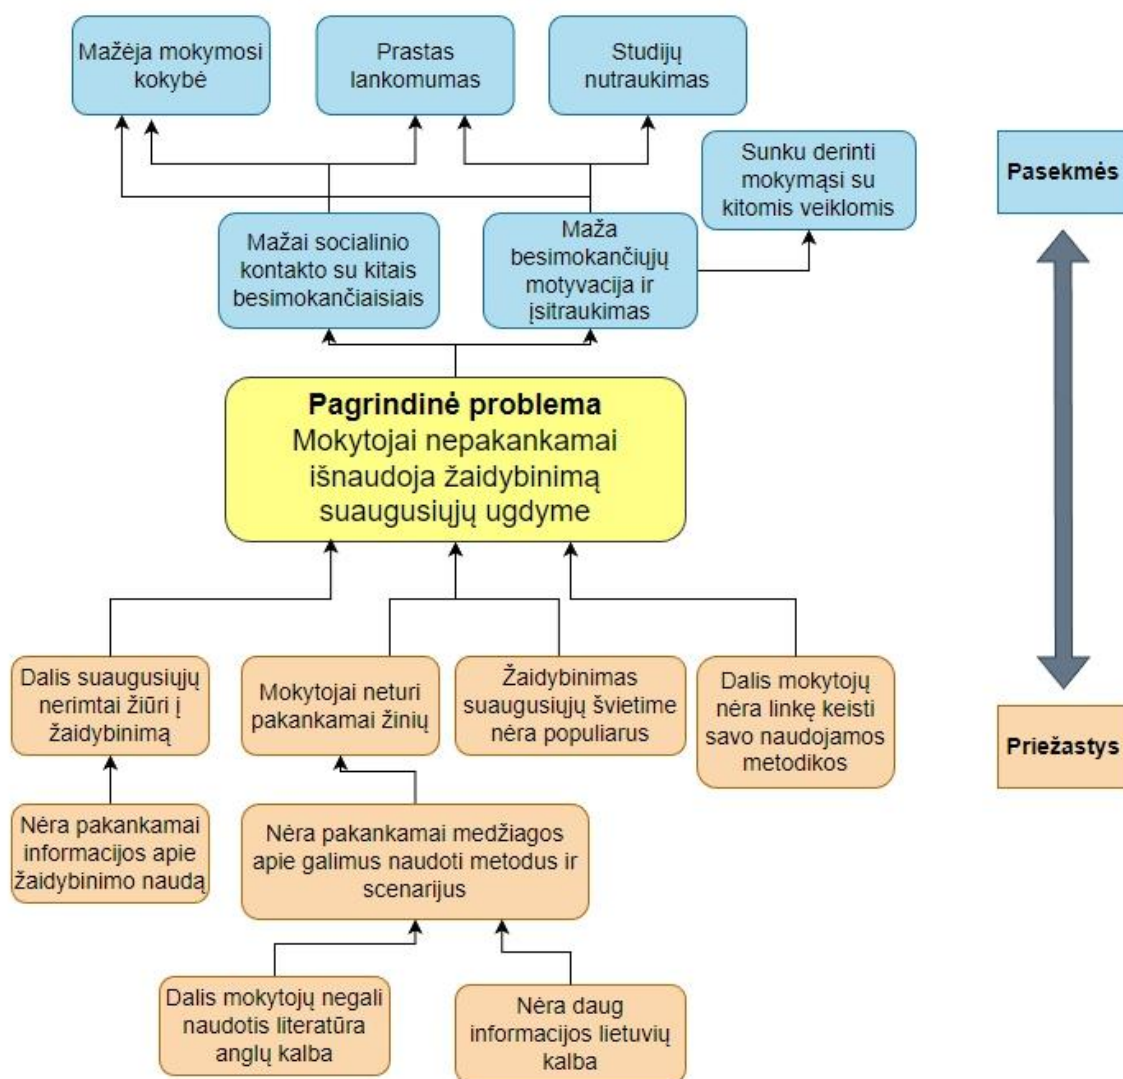 Mažėja mokymosi
kokybė
Prastas
lankomumas
Studijų
nutraukimas
Sunku derinti
mokymąsi su
kitomis veiklomis
Pasekmės
Mažai socialinio
kontakto su kitais
besimokančiaisiais
Maža
besimokančiųjų
motyvacija ir
įsitraukimas
Pagrindinė problema
Mokytojai nepakankamai
išnaudoja žaidybinimą
suaugusiųjų ugdyme
Dalis suaugusiųjų
nerimtai žiūri į
žaidybinimą
Mokytojai neturi
pakankamai žinių
Žaidybinimas
suaugusiųjų švietime
nėra populiarus
Dalis mokytojų
nėra linkę keisti
savo naudojamos
metodikos
Priežastys
Nėra pakankamai
informacijos apie
žaidybinimo naudą
Nėra pakankamai medžiagos
apie galimus naudoti metodus ir
scenarijus
Dalis mokytojų negali
naudotis literatūra
anglų kalba
Nėra daug
informacijos lietuvių
kalba